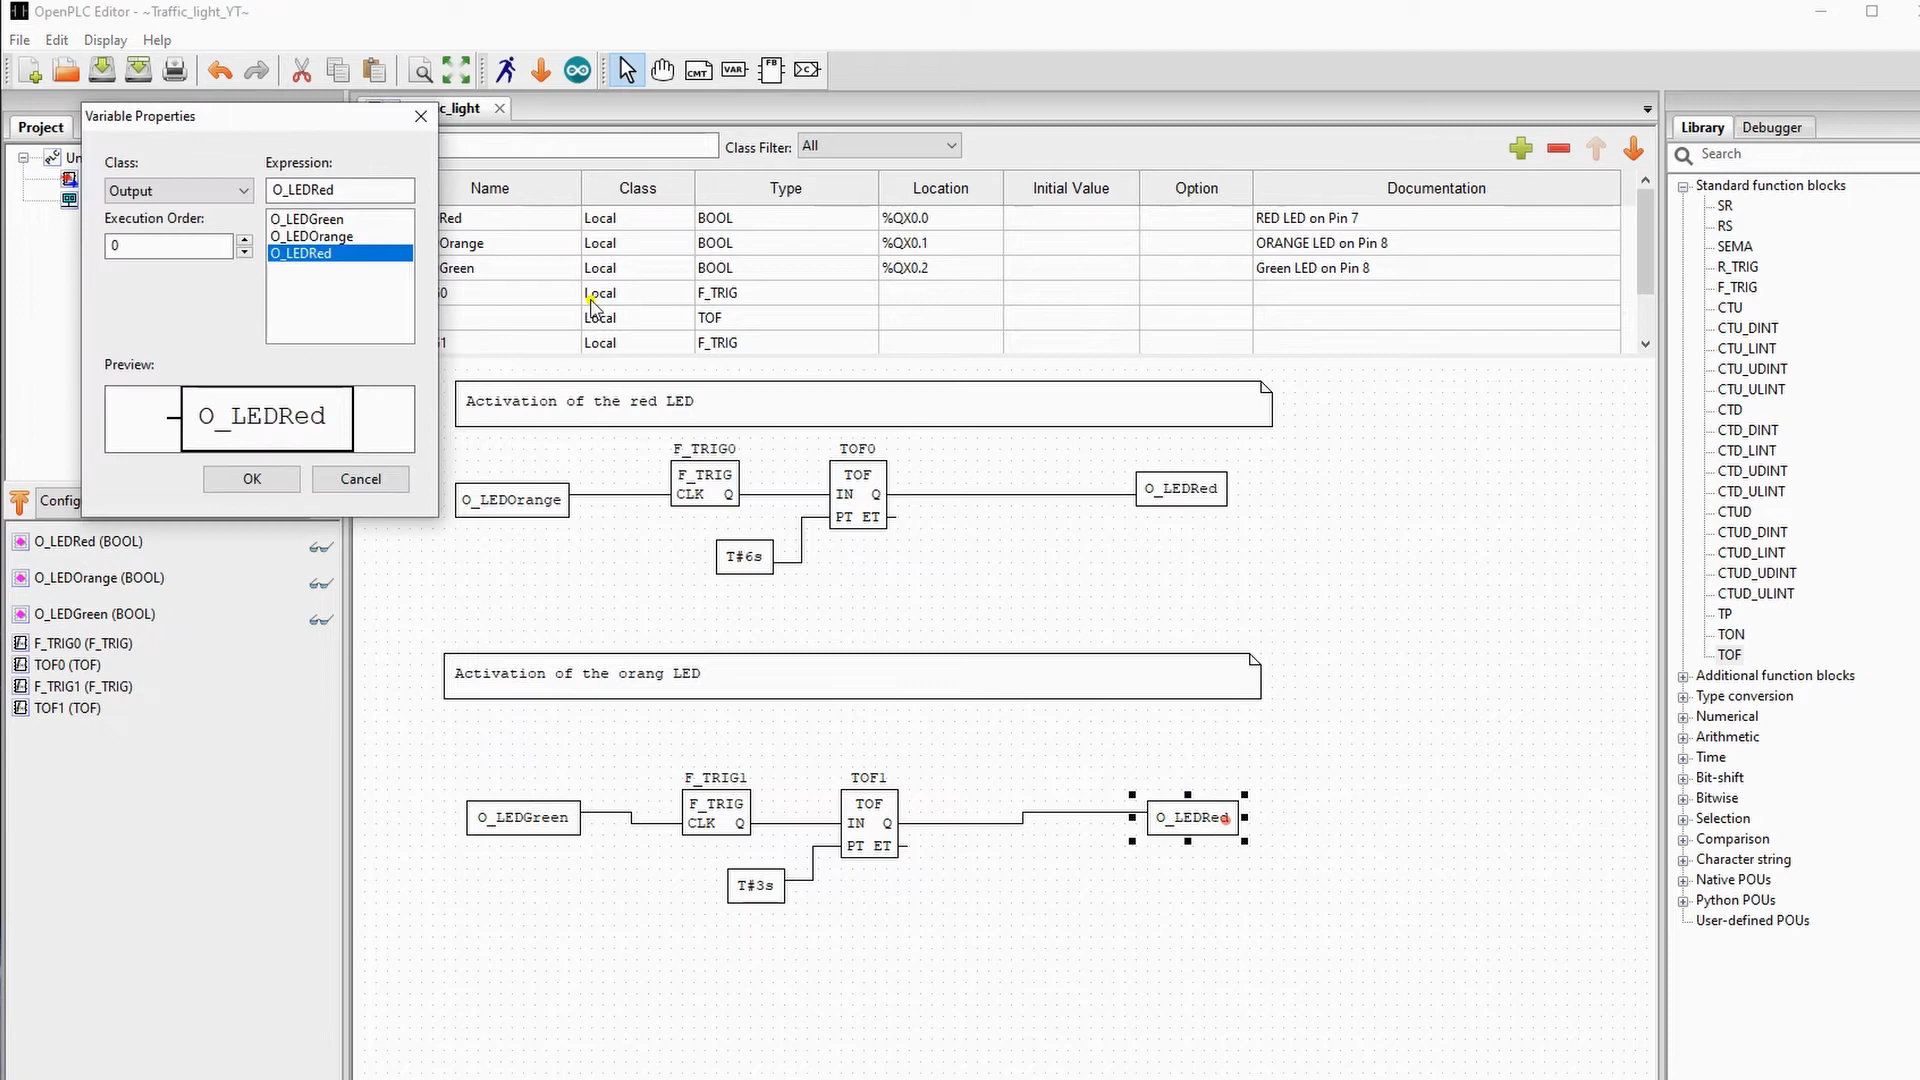 OpenPLC Editor - ~Traffic_light_YT~
File Edit Display Help
CMT VAR FB C
Project
c_light
Class Filter: All
Library Debugger
Search
Variable Properties
Class: Expression:
Output O_LEDRed
Execution Order:
0
O_LEDGreen
O_LEDOrange
O_LEDRed
Preview:
O_LEDRed
OK Cancel
Un
Name Class Type Location Initial Value Option Documentation
Red Local BOOL %QX0.0 RED LED on Pin 7
Orange Local BOOL %QX0.1 ORANGE LED on Pin 8
Green Local BOOL %QX0.2 Green LED on Pin 8
0 Local F_TRIG
Local TOF
1 Local F_TRIG
Config
O_LEDRed (BOOL)
O_LEDOrange (BOOL)
O_LEDGreen (BOOL)
F_TRIG0 (F_TRIG)
TOF0 (TOF)
F_TRIG1 (F_TRIG)
TOF1 (TOF)
Activation of the red LED
F_TRIG0 TOF0
F_TRIG TOF
O_LEDOrange CLK Q IN Q O_LEDRed
PT ET
T#6s
Activation of the orang LED
F_TRIG1 TOF1
F_TRIG TOF
O_LEDGreen CLK Q IN Q O_LEDRed
PT ET
T#3s
Standard function blocks
SR
RS
SEMA
R_TRIG
F_TRIG
CTU
CTU_DINT
CTU_LINT
CTU_UDINT
CTU_ULINT
CTD
CTD_DINT
CTD_LINT
CTD_UDINT
CTD_ULINT
CTUD
CTUD_DINT
CTUD_LINT
CTUD_UDINT
CTUD_ULINT
TP
TON
TOF
Additional function blocks
Type conversion
Numerical
Arithmetic
Time
Bit-shift
Bitwise
Selection
Comparison
Character string
Native POUs
Python POUs
User-defined POUs